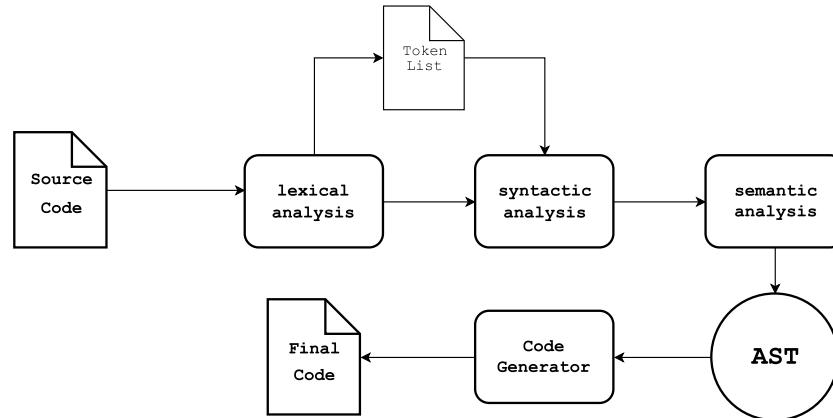 Token
List
Source
Code
lexical
analysis
syntactic
analysis
semantic
analysis
Final
Code
Code
Generator
AST